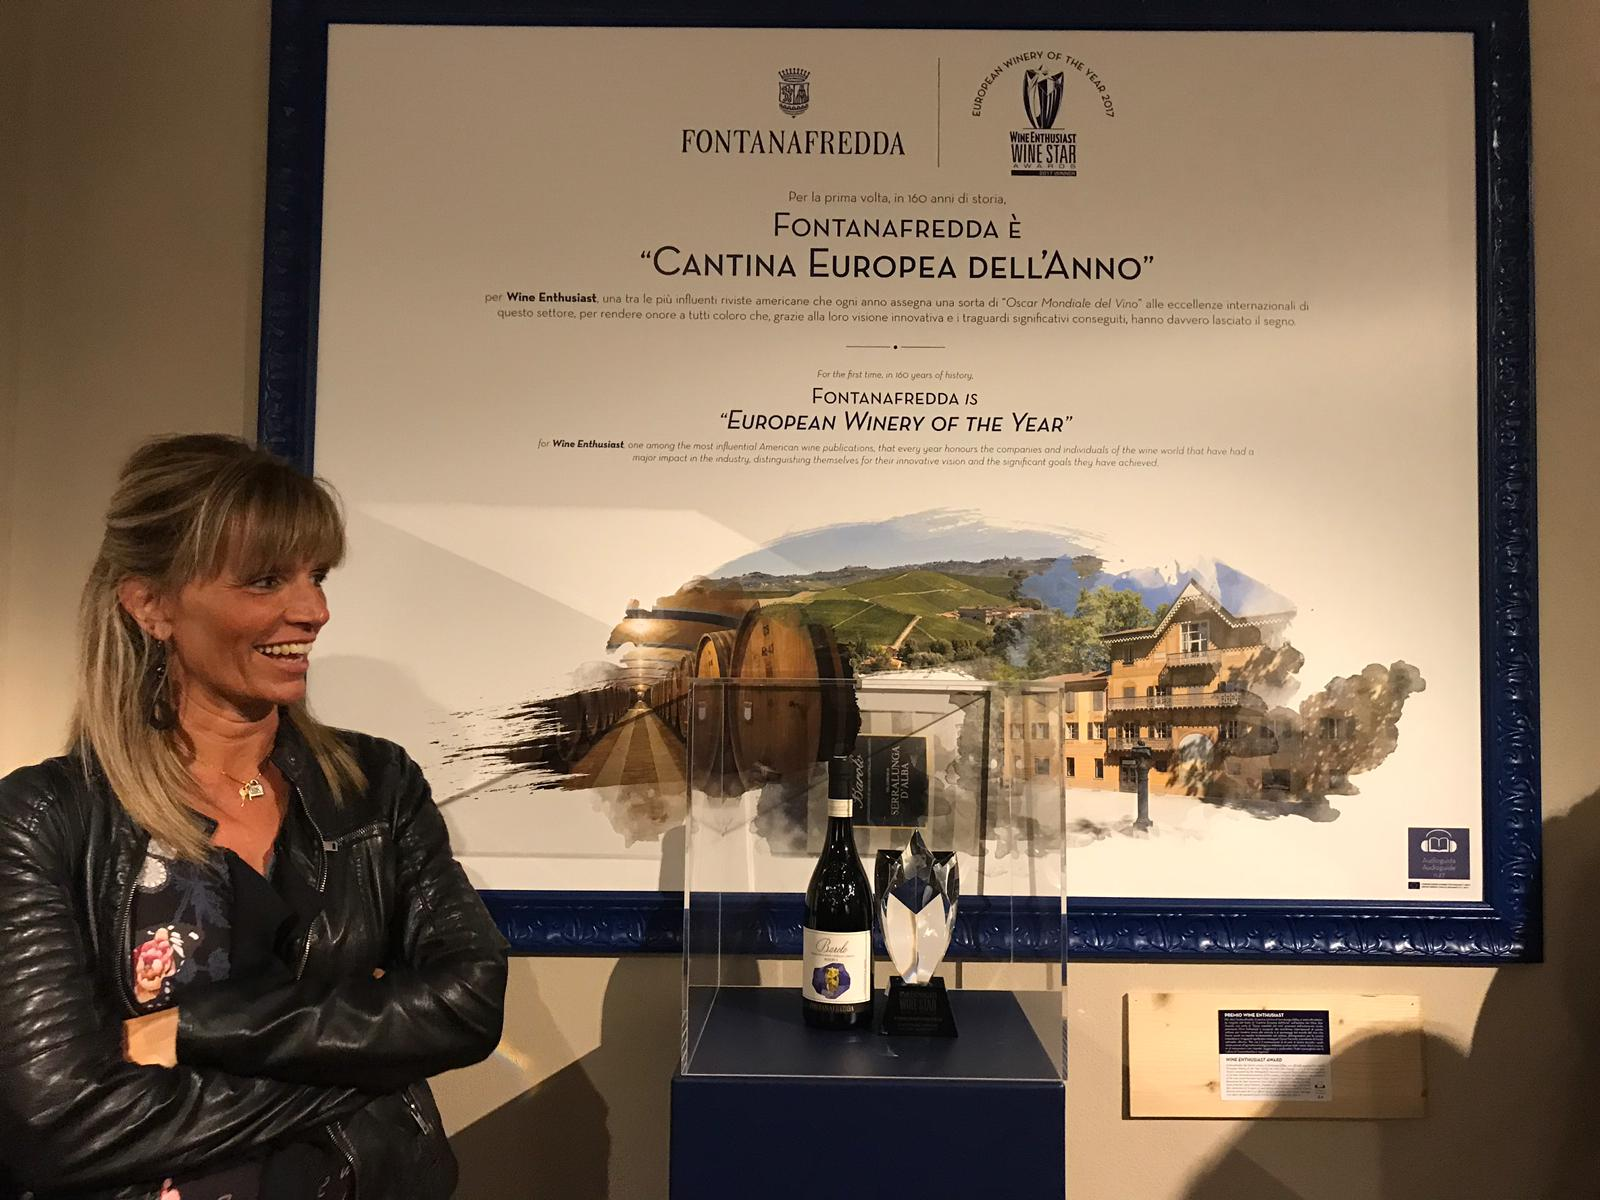 FONTANAFREDDA
EUROPEAN WINERY OF THE YEAR 2017
WINE ENTHUSIAST
WINE STAR
AWARDS
2017 WINNER
Per la prima volta, in 160 anni di storia,
FONTANAFREDDA È
“CANTINA EUROPEA DELL'ANNO”
per Wine Enthusiast, una tra le più influenti riviste americane che ogni anno assegna una sorta di “Oscar Mondiale del Vino” alle eccellenze internazionali di
questo settore, per rendere onore a tutti coloro che, grazie alla loro visione innovativa e i traguardi significativi conseguiti, hanno davvero lasciato il segno.
For the first time, in 160 years of history,
FONTANAFREDDA IS
“EUROPEAN WINERY OF THE YEAR”
for Wine Enthusiast, one among the most influential American wine publications, that every year honours the companies and individuals of the wine world that have had a
major impact in the industry, distinguishing themselves for their innovative vision and the significant goals they have achieved.
Barolo
SERRALUNGA
D'ALBA
Audioguida
Audioguide
n.27
Barolo
FONTANAFREDDA
WINE STAR
PREMIO WINE ENTHUSIAST
WINE ENTHUSIAST AWARD